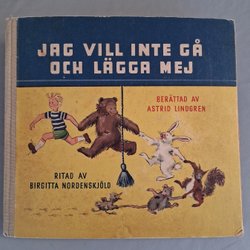 JAG VILL INTE GÅ
OCH LÄGGA MEJ
BERÄTTAD AV
ASTRID LINDGREN
RITAD AV
BIRGITTA NORDENSKJÖLD